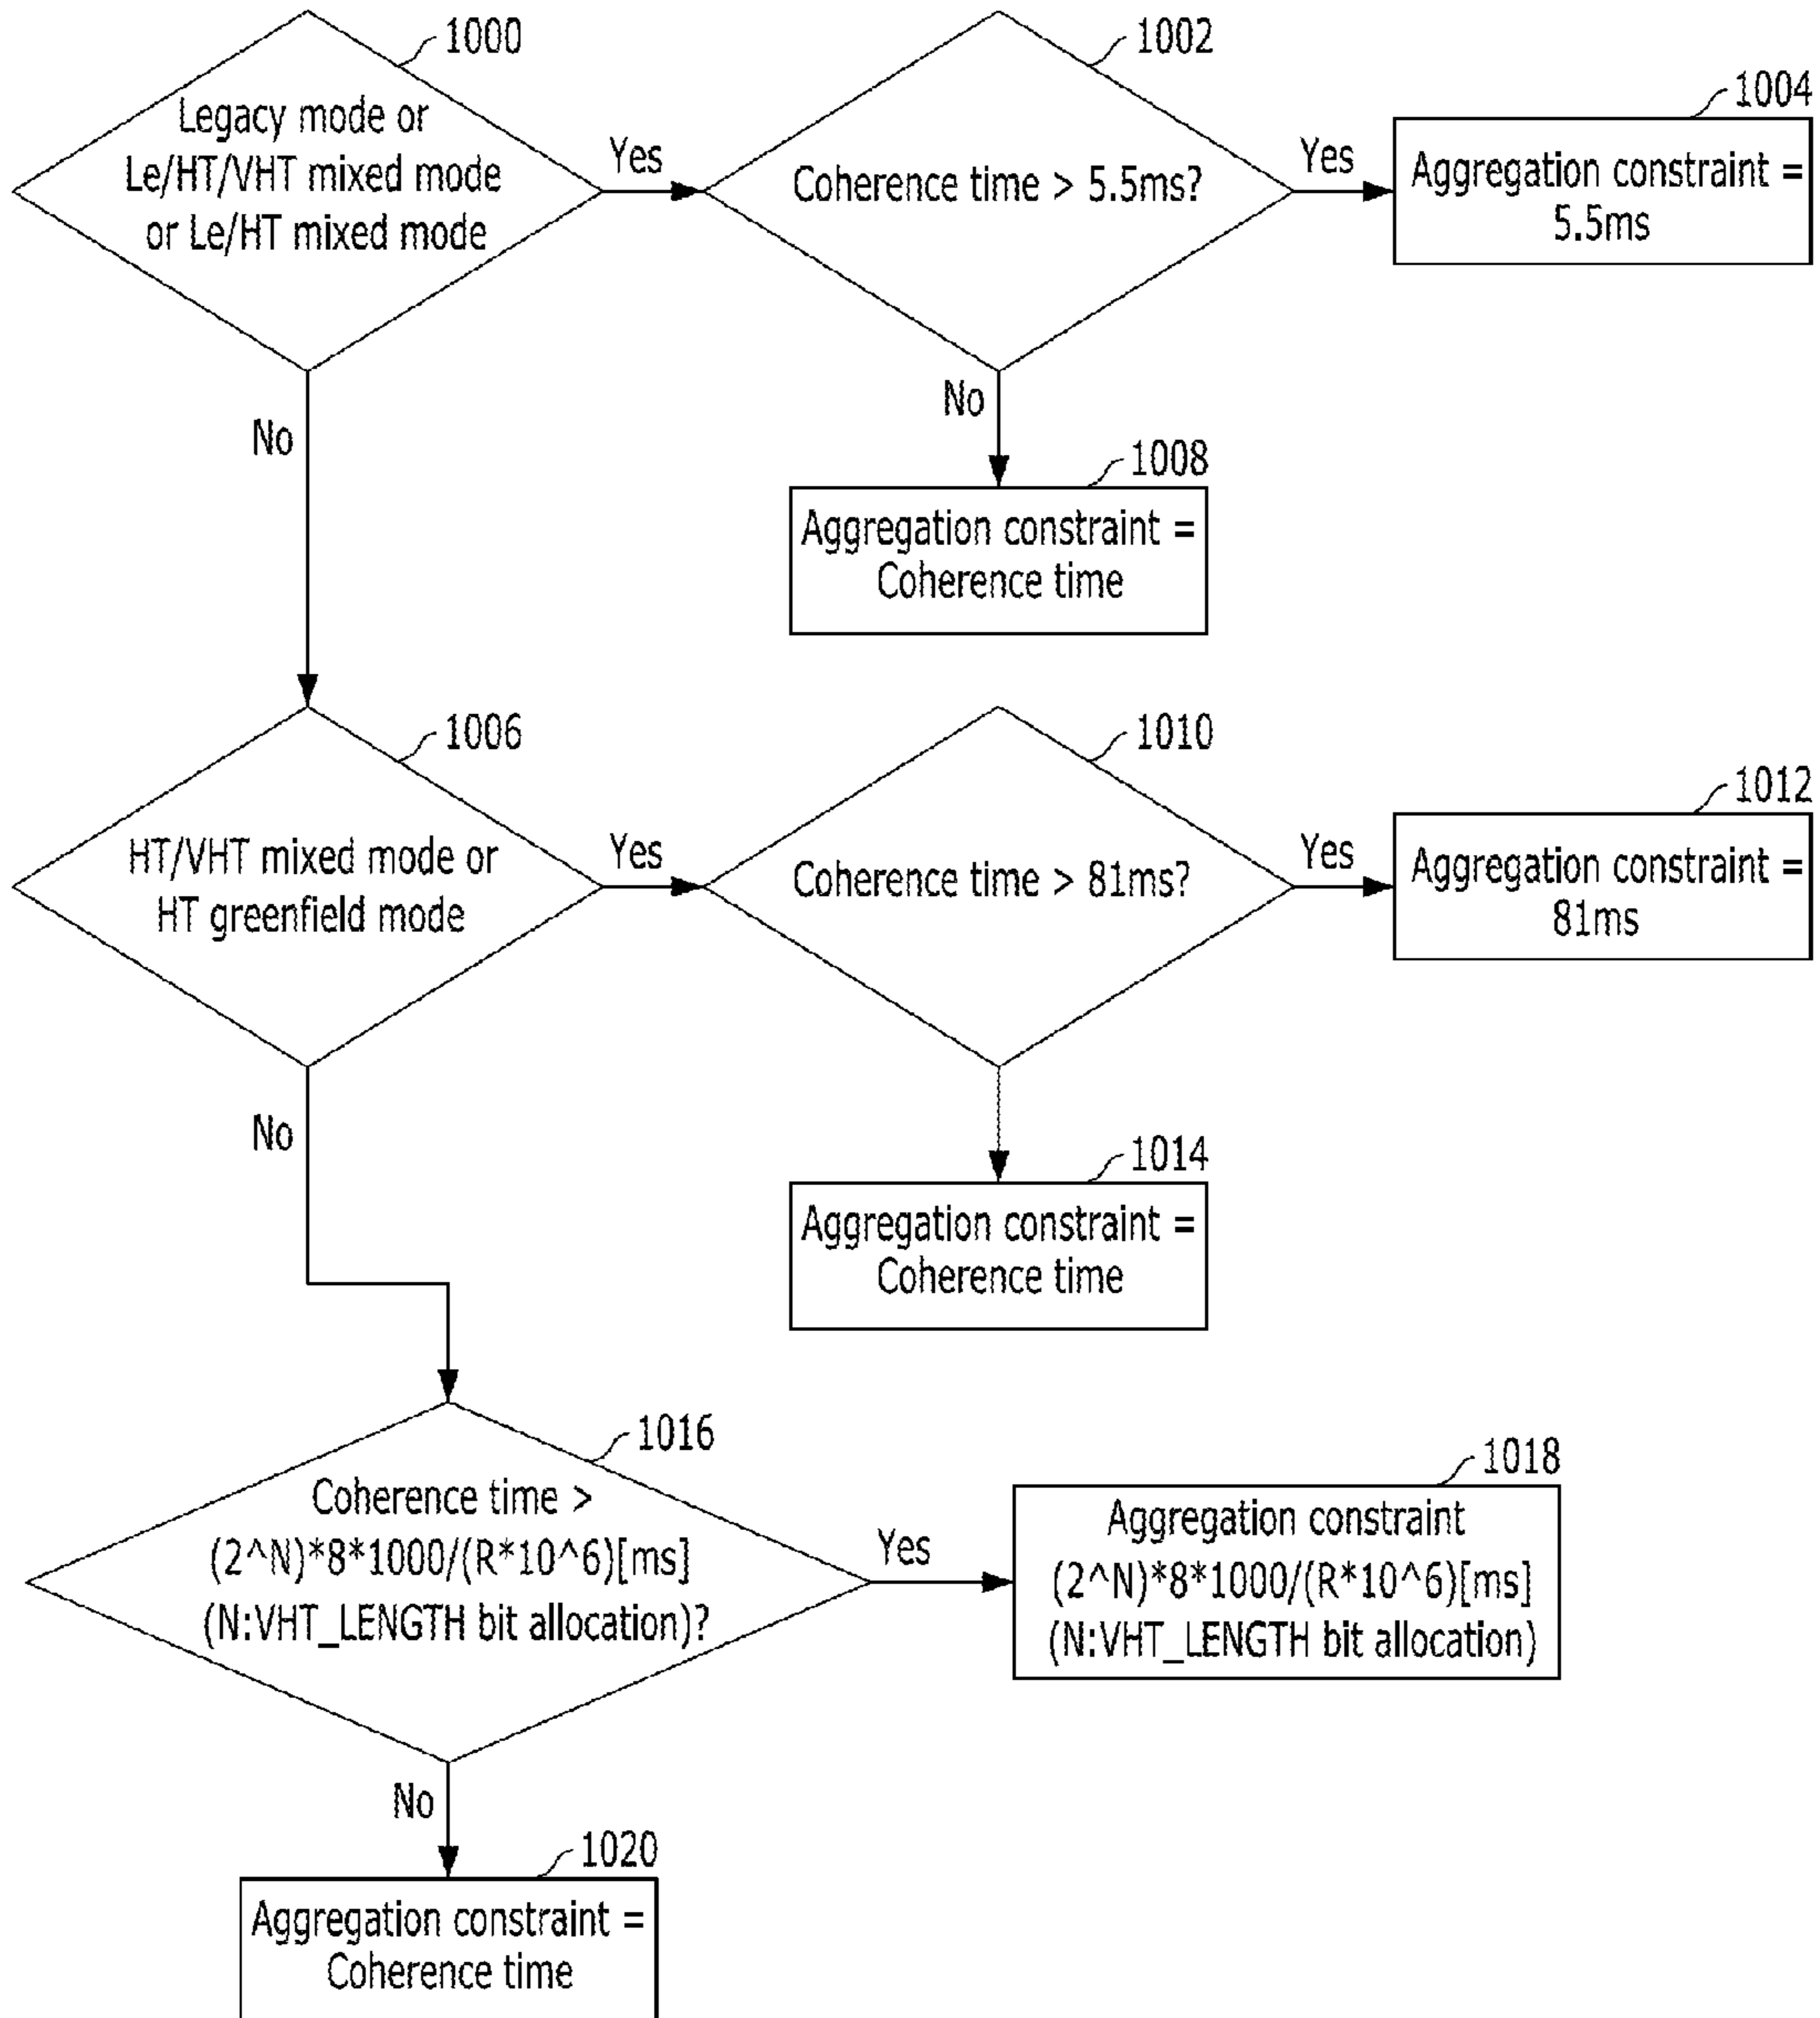 1000
Legacy mode or
Le/HT/VHT mixed mode
or Le/HT mixed mode
Yes
1002
Coherence time > 5.5ms?
Yes
1004
Aggregation constraint =
5.5ms
No
No
1008
Aggregation constraint =
Coherence time
1006
HT/VHT mixed mode or
HT greenfield mode
Yes
1010
Coherence time > 81ms?
Yes
1012
Aggregation constraint =
81ms
No
1014
Aggregation constraint =
Coherence time
1016
Coherence time >
(2^N)*8*1000/(R*10^6)[ms]
(N:VHT_LENGTH bit allocation)?
Yes
1018
Aggregation constraint
(2^N)*8*1000/(R*10^6)[ms]
(N:VHT_LENGTH bit allocation)
No
1020
Aggregation constraint =
Coherence time